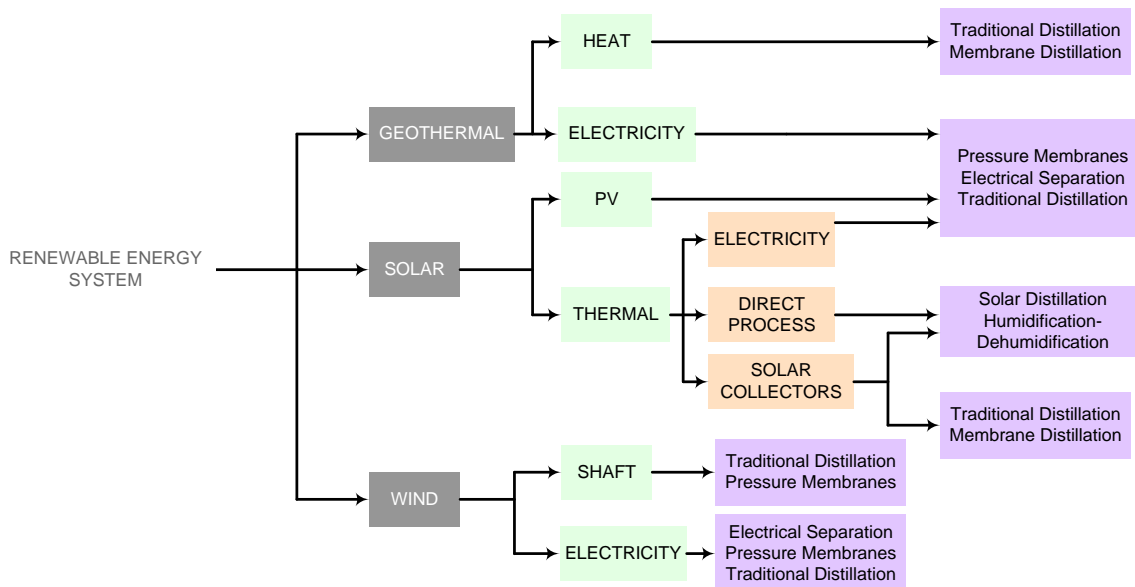 HEAT
Traditional Distillation
Membrane Distillation
GEOTHERMAL
ELECTRICITY
Pressure Membranes
Electrical Separation
Traditional Distillation
PV
RENEWABLE ENERGY
SYSTEM
SOLAR
ELECTRICITY
THERMAL
DIRECT
PROCESS
Solar Distillation
Humidification-
Dehumidification
SOLAR
COLLECTORS
Traditional Distillation
Membrane Distillation
WIND
SHAFT
Traditional Distillation
Pressure Membranes
ELECTRICITY
Electrical Separation
Pressure Membranes
Traditional Distillation